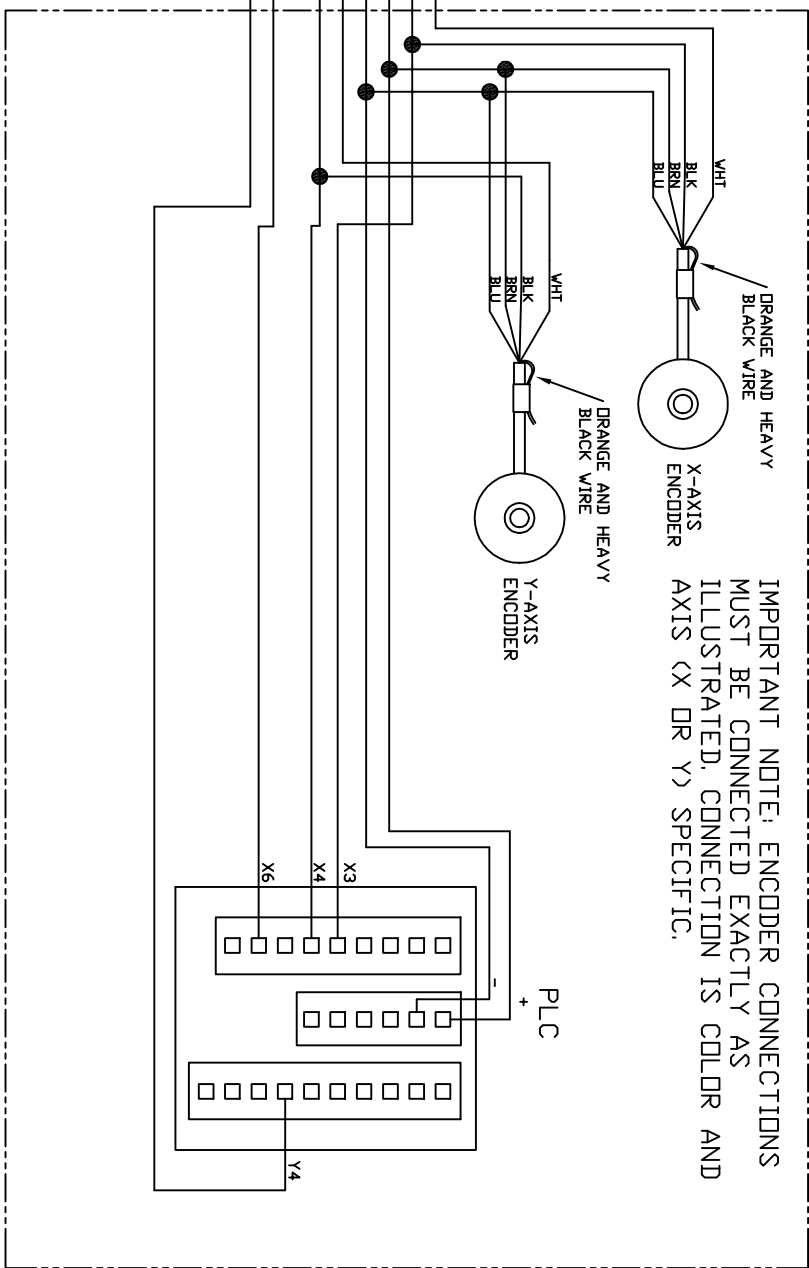 IMPORTANT NOTE: ENCODER CONNECTIONS
MUST BE CONNECTED EXACTLY AS
ILLUSTRATED. CONNECTION IS COLOR AND
AXIS (X OR Y) SPECIFIC.
WHT
BLK
BRN
BLU
ORANGE AND HEAVY
BLACK WIRE
X-AXIS
ENCODER
WHT
BLK
BRN
BLU
ORANGE AND HEAVY
BLACK WIRE
Y-AXIS
ENCODER
PLC
+
-
X3
X4
X6
Y4